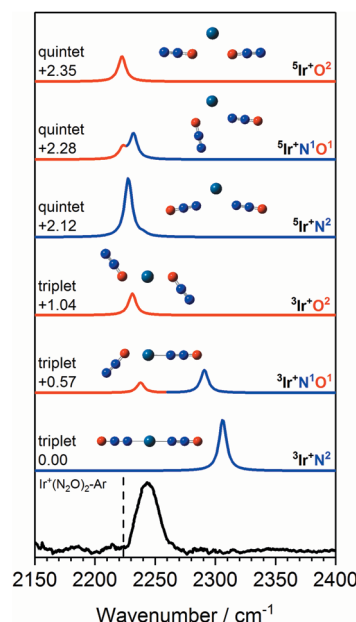 quintet
+2.35
⁵Ir⁺O²
quintet
+2.28
⁵Ir⁺N¹O¹
quintet
+2.12
⁵Ir⁺N²
triplet
+1.04
³Ir⁺O²
triplet
+0.57
³Ir⁺N¹O¹
triplet
0.00
³Ir⁺N²
Ir⁺(N₂O)₂-Ar
2150 2200 2250 2300 2350 2400
Wavenumber / cm⁻¹